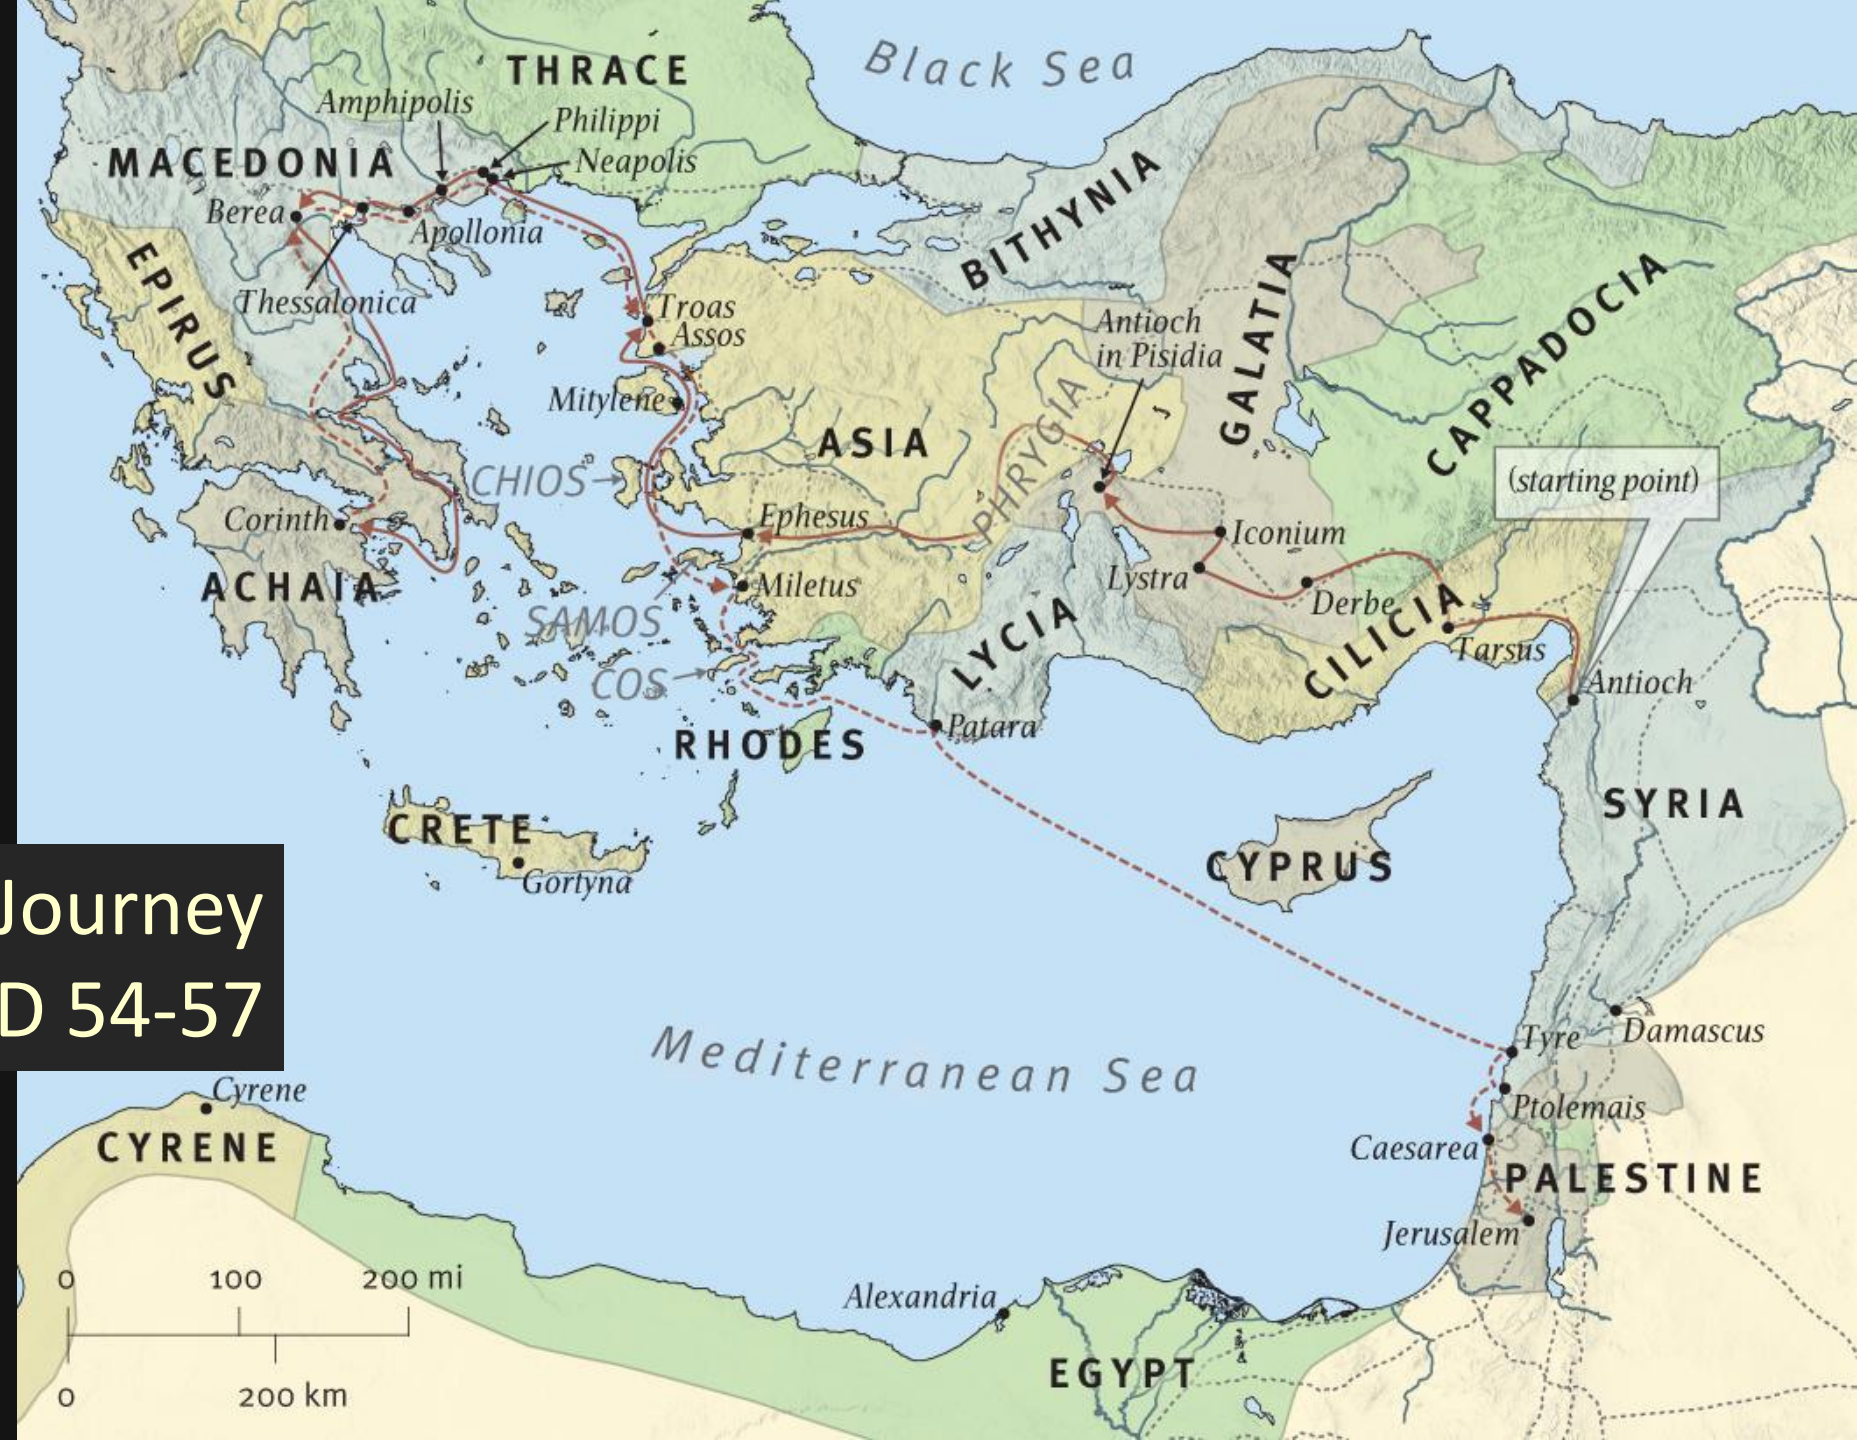 Black Sea
THRACE
Amphipolis
Philippi
Neapolis
MACEDONIA
Berea
Apollonia
BITHYNIA
EPIRUS
Thessalonica
Troas
Assos
Antioch
in Pisidia
GALATIA
CAPPADOCIA
Mitylene
ASIA
PHRYGIA
CHIOS
(starting point)
Corinth
Ephesus
Iconium
ACHAIA
Miletus
Lystra
Derbe
SAMOS
LYCIA
CILICIA
Tarsus
COS
Antioch
RHODES
Patara
SYRIA
CRETE
Gortyna
CYPRUS
Journey
D 54-57
Mediterranean Sea
Tyre
Damascus
Cyrene
Ptolemais
CYRENE
Caesarea
PALESTINE
Jerusalem
0 100 200 mi
Alexandria
EGYPT
0 200 km